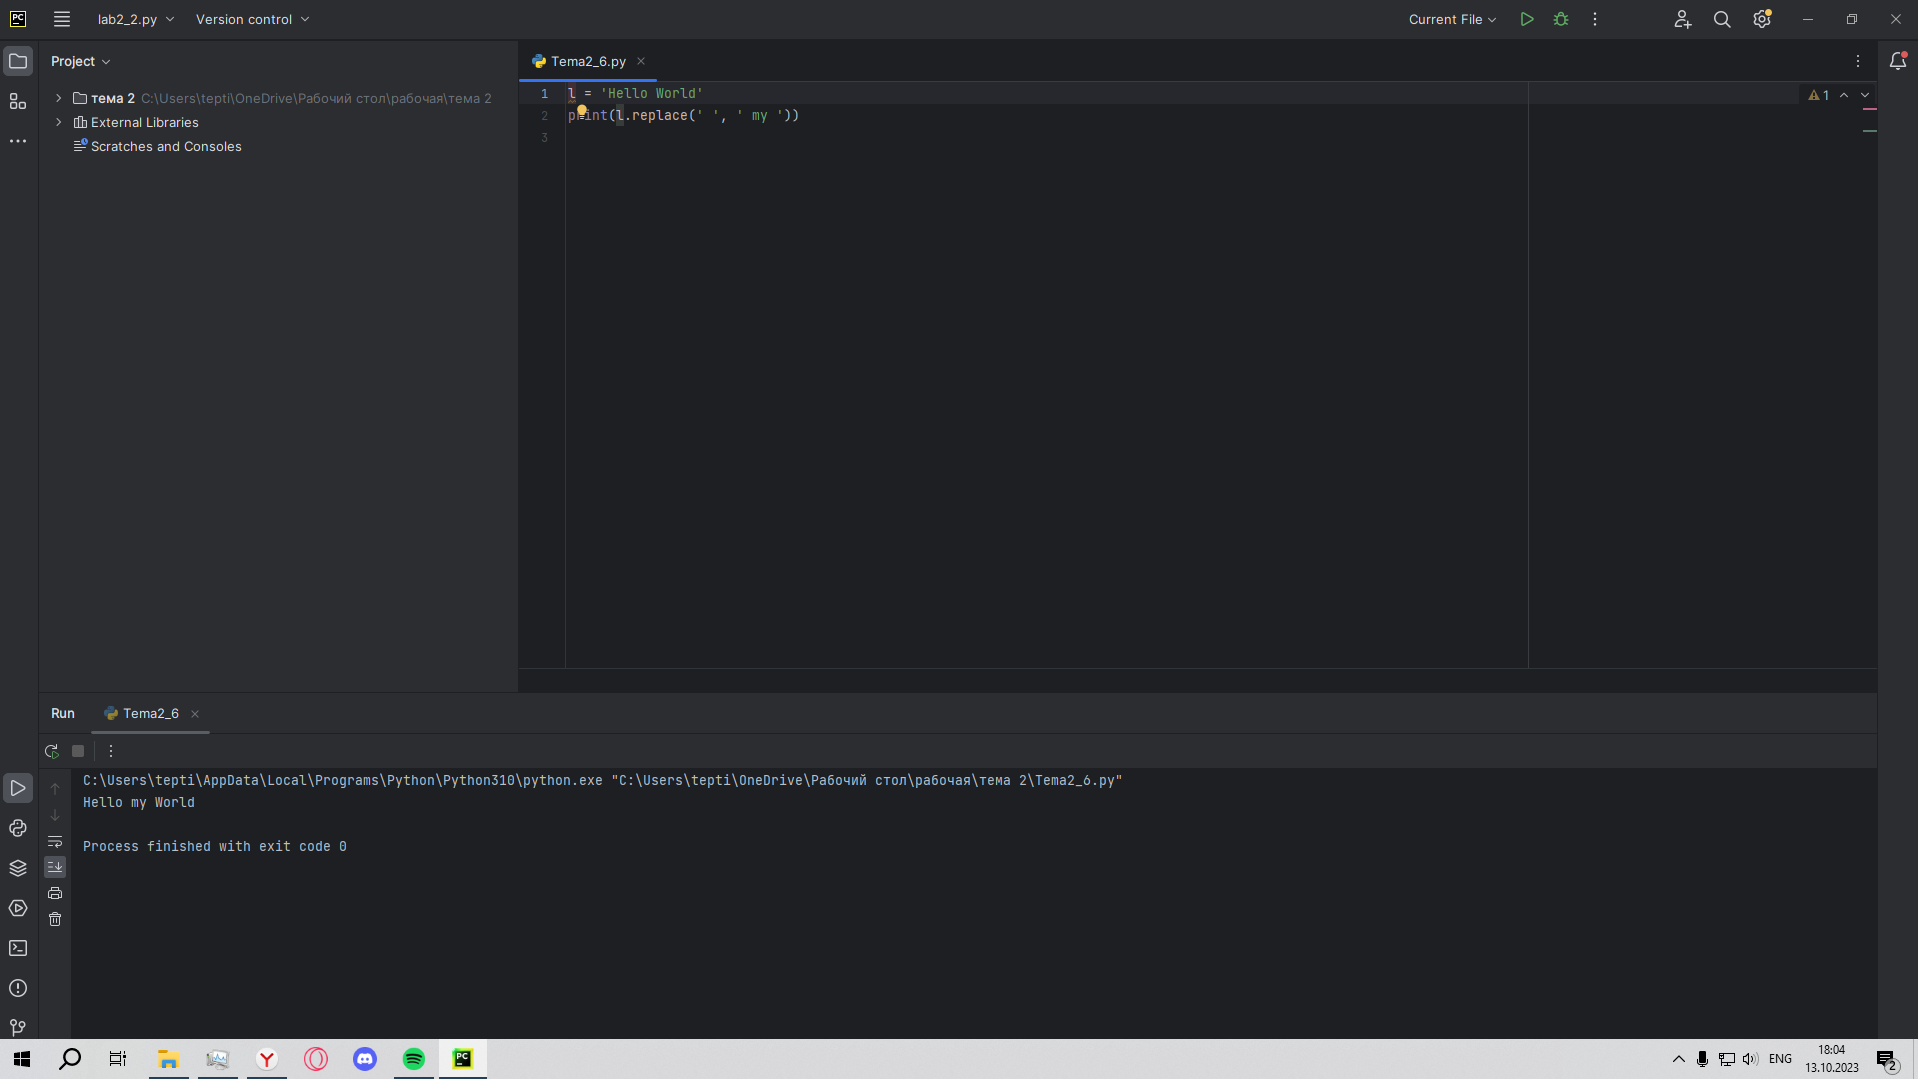 PC
lab2_2.py
Version control
Current File
Project
Tema2_6.py
тема 2 C:\Users\tepti\OneDrive\Рабочий стол\рабочая\тема 2
External Libraries
Scratches and Consoles
1 l = 'Hello World'
2 print(l.replace(' ', ' my '))
3
1
Run
Tema2_6
C:\Users\tepti\AppData\Local\Programs\Python\Python310\python.exe "C:\Users\tepti\OneDrive\Рабочий стол\рабочая\тема 2\Tema2_6.py"
Hello my World
Process finished with exit code 0
PC
ENG
18:04
13.10.2023
2